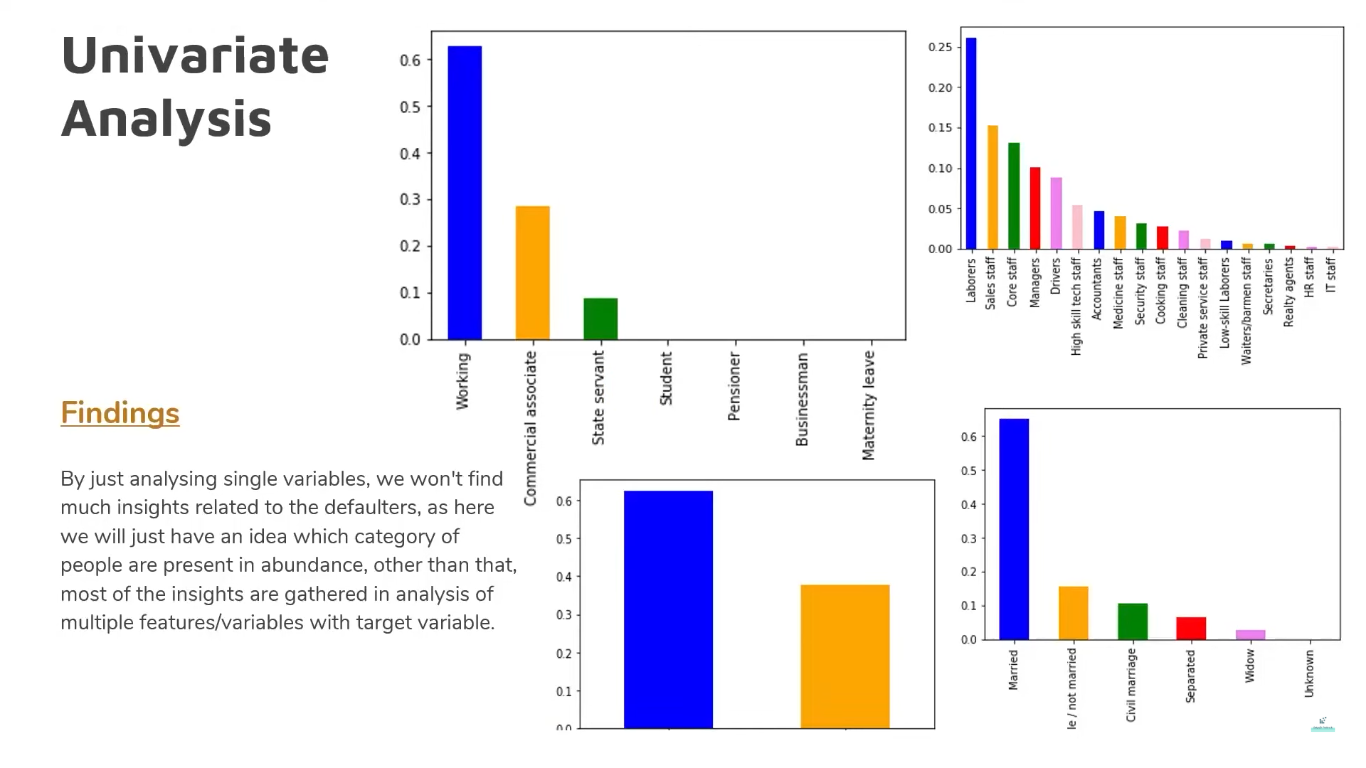 Univariate
Analysis
0.6
0.5
0.4
0.3
0.2
0.1
0.0
Working
Commercial associate
State servant
Student
Pensioner
Businessman
Maternity leave
0.25
0.20
0.15
0.10
0.05
0.00
Laborers
Sales staff
Core staff
Managers
Drivers
High skill tech staff
Accountants
Medicine staff
Security staff
Cooking staff
Cleaning staff
Private service staff
Low-skill Laborers
Waiters/barmen staff
Secretaries
Realty agents
HR staff
IT staff
Findings
By just analysing single variables, we won't find
much insights related to the defaulters, as here
we will just have an idea which category of
people are present in abundance, other than that,
most of the insights are gathered in analysis of
multiple features/variables with target variable.
0.6
0.5
0.4
0.3
0.2
0.1
0.0
0.6
0.5
0.4
0.3
0.2
0.1
0.0
Married
le / not married
Civil marriage
Separated
Widow
Unknown